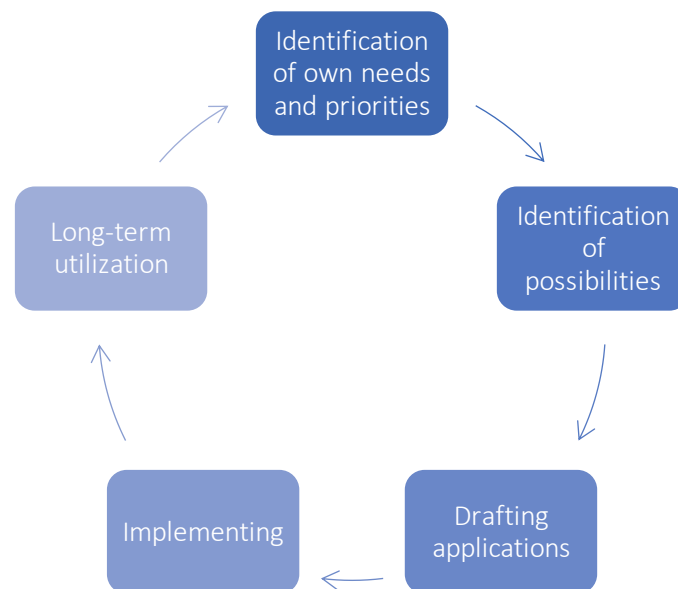 Identification
of own needs
and priorities
Identification
of
possibilities
Drafting
applications
Implementing
Long-term
utilization